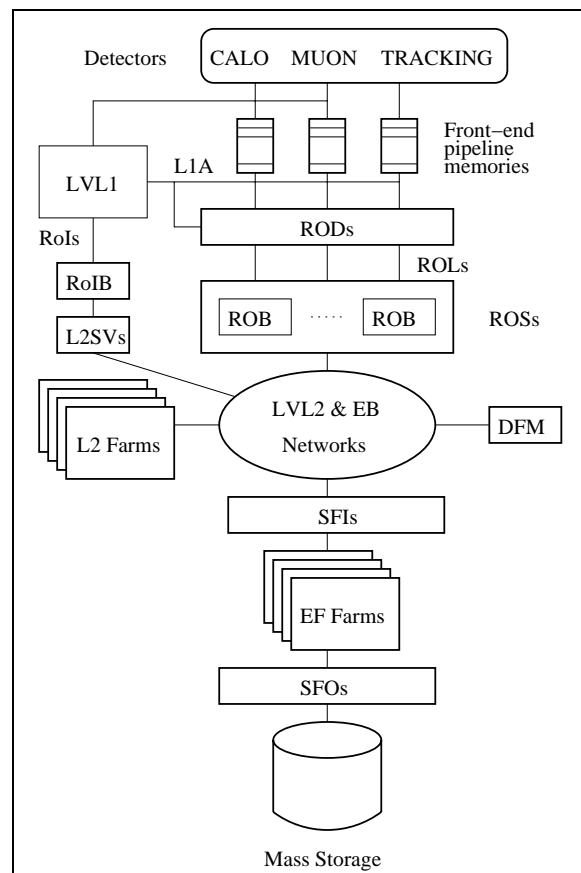 Detectors CALO MUON TRACKING
Front−end
pipeline
memories
L1A
LVL1
RODs
RoIs
ROLs
RoIB
ROB ..... ROB
ROSs
L2SVs
LVL2 & EB
Networks
L2 Farms
DFM
SFIs
EF Farms
SFOs
Mass Storage